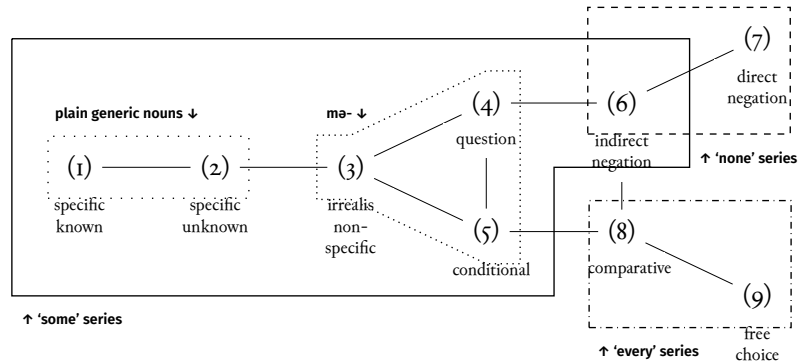 (7)
direct
negation
plain generic nouns ↓
mə- ↓
(4)
question
(6)
indirect
negation
↑ ‘none’ series
(1)
specific
known
(2)
specific
unknown
(3)
irrealis
non-
specific
(5)
conditional
(8)
comparative
(9)
free
choice
↑ ‘some’ series
↑ ‘every’ series